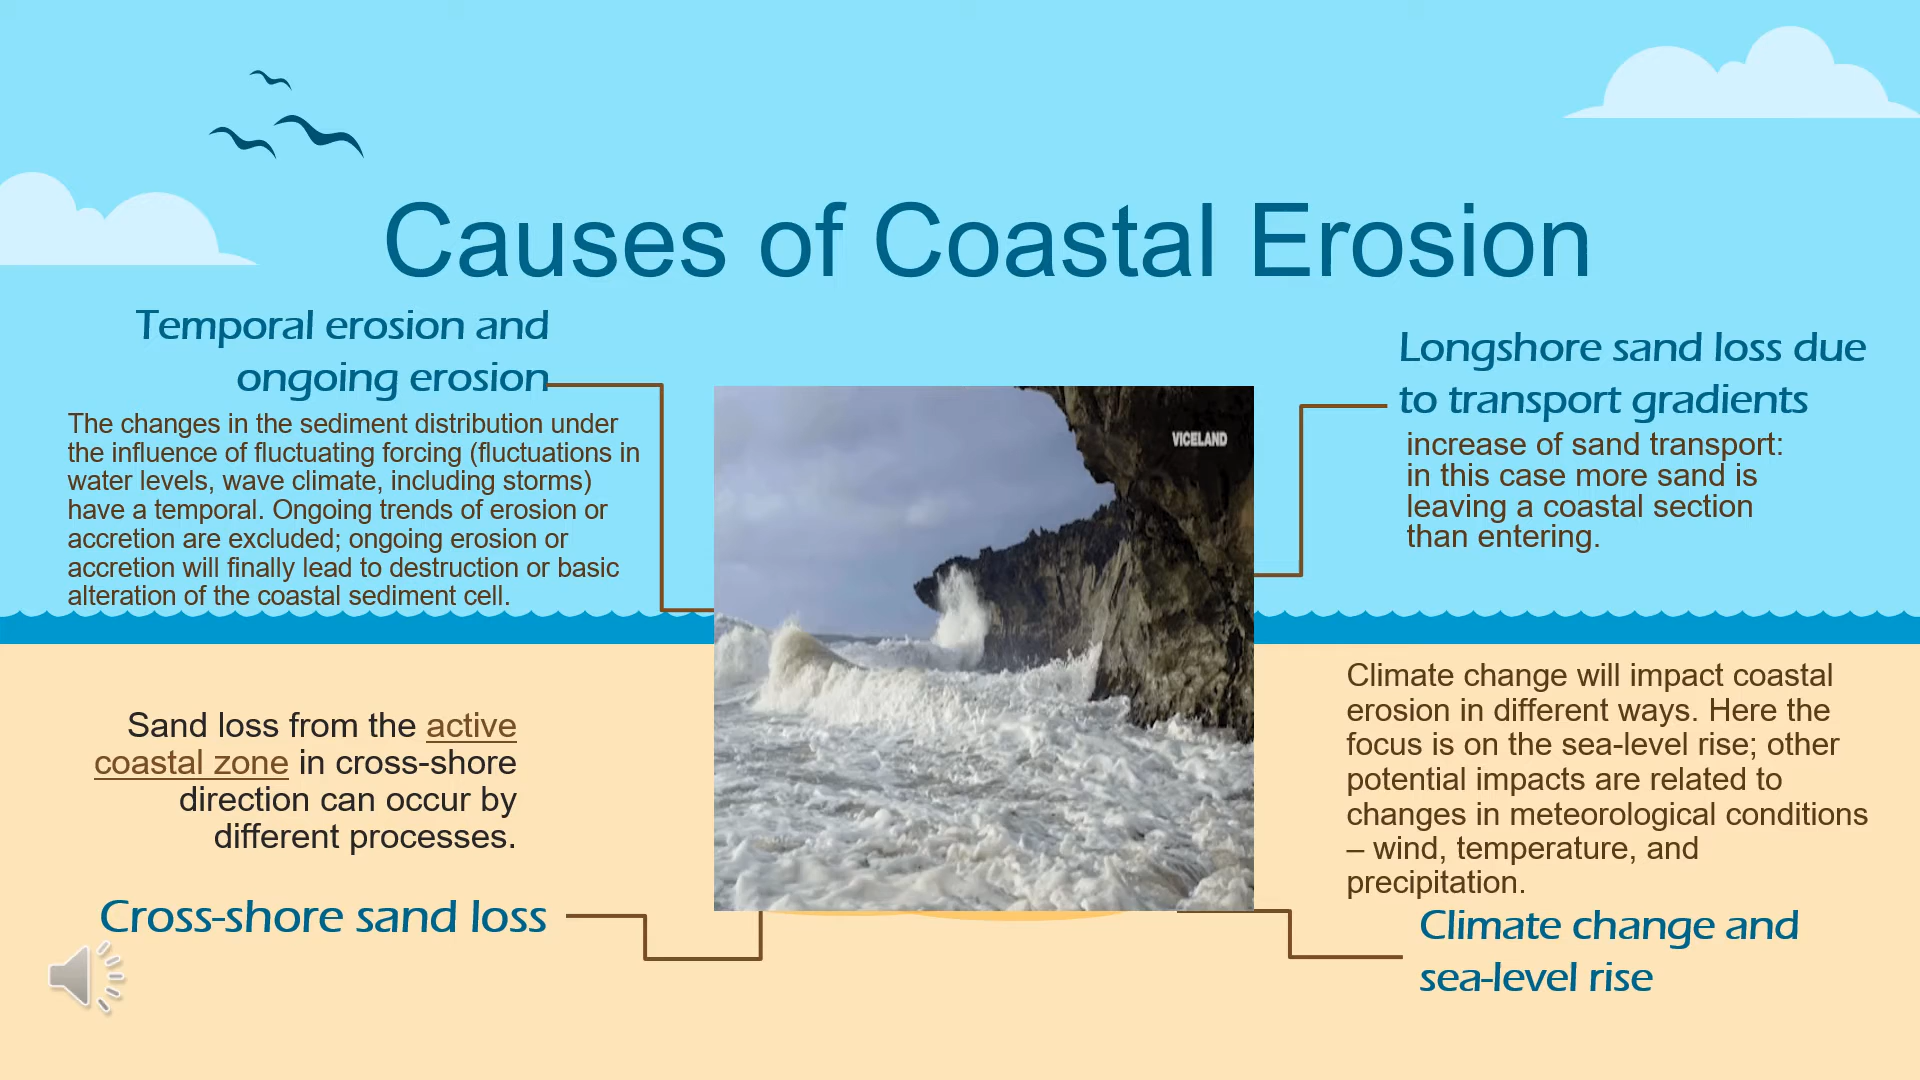 Causes of Coastal Erosion
Temporal erosion and
ongoing erosion
The changes in the sediment distribution under
the influence of fluctuating forcing (fluctuations in
water levels, wave climate, including storms)
have a temporal. Ongoing trends of erosion or
accretion are excluded; ongoing erosion or
accretion will finally lead to destruction or basic
alteration of the coastal sediment cell.
Longshore sand loss due
to transport gradients
increase of sand transport:
in this case more sand is
leaving a coastal section
than entering.
VICELAND
Sand loss from the active
coastal zone in cross-shore
direction can occur by
different processes.
Cross-shore sand loss
Climate change will impact coastal
erosion in different ways. Here the
focus is on the sea-level rise; other
potential impacts are related to
changes in meteorological conditions
– wind, temperature, and
precipitation.
Climate change and
sea-level rise